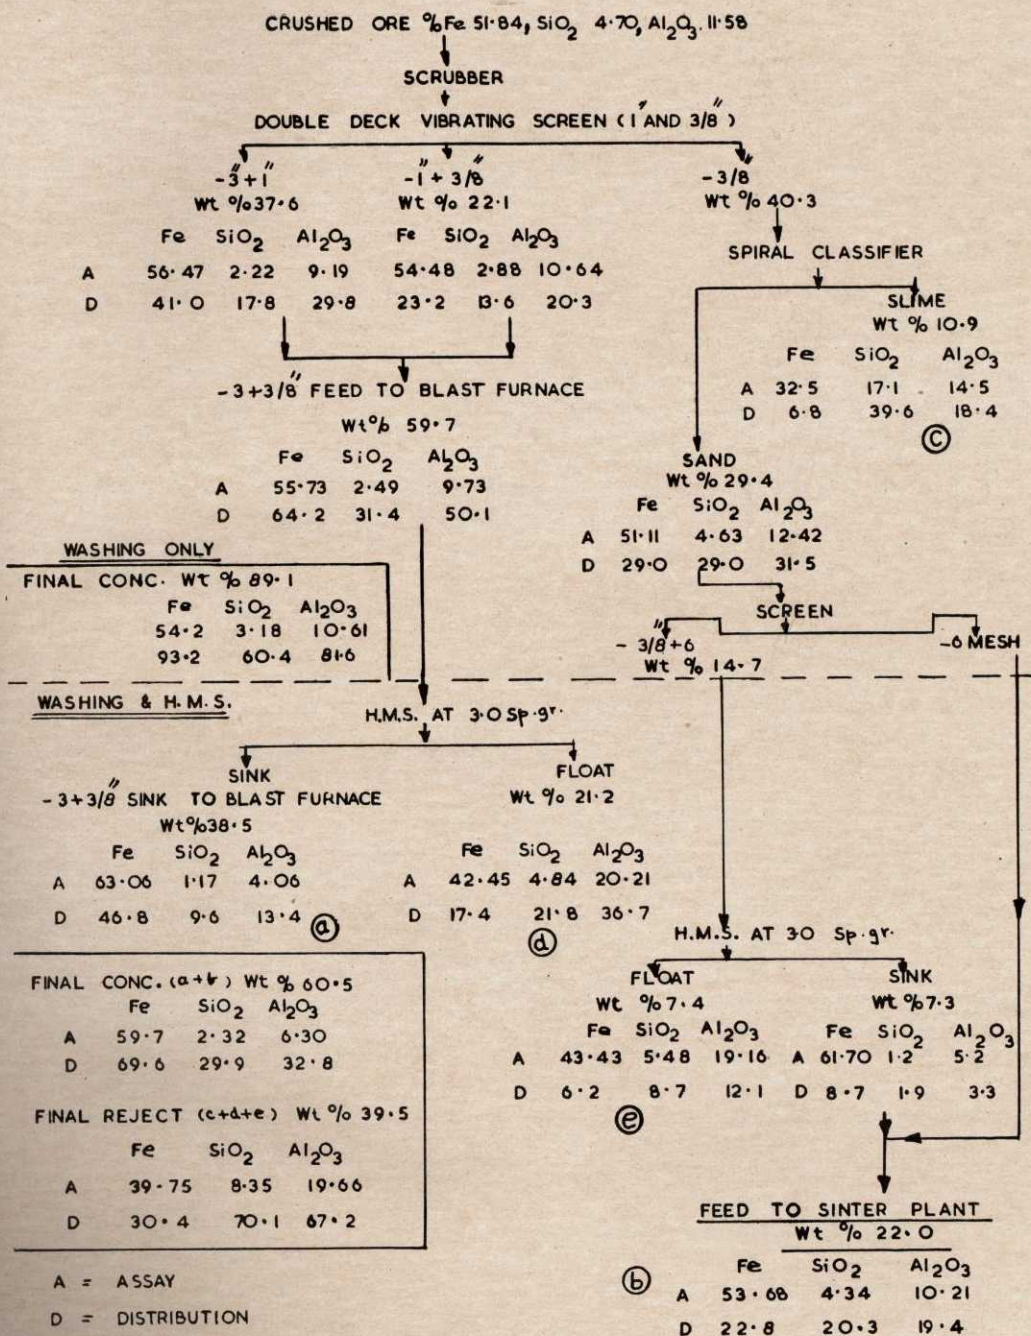 CRUSHED ORE %Fe 51·84, SiO2 4·70, Al2O3 11·58
SCRUBBER
DOUBLE DECK VIBRATING SCREEN (1″ AND 3/8″)
-3″+1″
Wt %37·6
Fe SiO2 Al2O3
A 56·47 2·22 9·19
D 41·0 17·8 29·8
-1″+3/8″
Wt % 22·1
Fe SiO2 Al2O3
54·48 2·88 10·64
23·2 13·6 20·3
-3/8″
Wt % 40·3
SPIRAL CLASSIFIER
SLIME
Wt % 10·9
Fe SiO2 Al2O3
A 32·5 17·1 14·5
D 6·8 39·6 18·4
©
-3+3/8″ FEED TO BLAST FURNACE
Wt% 59·7
Fe SiO2 Al2O3
A 55·73 2·49 9·73
D 64·2 31·4 50·1
SAND
Wt % 29·4
Fe SiO2 Al2O3
A 51·11 4·63 12·42
D 29·0 29·0 31·5
SCREEN
-3/8″+6
Wt % 14·7
-6 MESH
WASHING ONLY
FINAL CONC. Wt % 89·1
Fe SiO2 Al2O3
54·2 3·18 10·61
93·2 60·4 81·6
WASHING & H.M.S.
H.M.S. AT 3·0 Sp.gr.
SINK
-3+3/8″ SINK TO BLAST FURNACE
Wt%38·5
Fe SiO2 Al2O3
A 63·06 1·17 4·06
D 46·8 9·6 13·4
ⓐ
FLOAT
Wt % 21·2
Fe SiO2 Al2O3
A 42·45 4·84 20·21
D 17·4 21·8 36·7
ⓓ
H.M.S. AT 30 Sp.gr.
FLOAT
Wt %7·4
Fe SiO2 Al2O3
A 43·43 5·48 19·16
D 6·2 8·7 12·1
ⓔ
SINK
Wt %7·3
Fe SiO2 Al2O3
A 61·70 1·2 5·2
D 8·7 1·9 3·3
FINAL CONC. (a+b) Wt % 60·5
Fe SiO2 Al2O3
A 59·7 2·32 6·30
D 69·6 29·9 32·8
FINAL REJECT (c+d+e) Wt % 39·5
Fe SiO2 Al2O3
A 39·75 8·35 19·66
D 30·4 70·1 67·2
FEED TO SINTER PLANT
Wt % 22·0
ⓑ
Fe SiO2 Al2O3
A 53·68 4·34 10·21
D 22·8 20·3 19·4
A = ASSAY
D = DISTRIBUTION